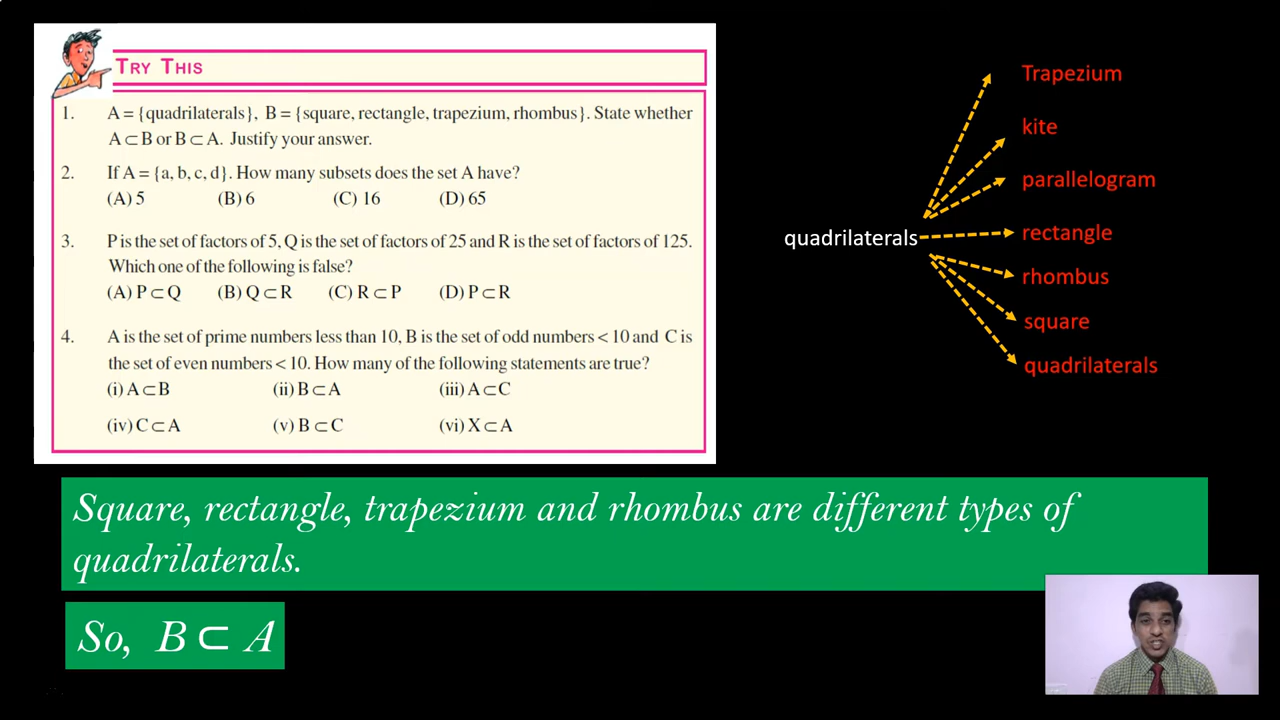 TRY THIS
1. A = {quadrilaterals}, B = {square, rectangle, trapezium, rhombus}. State whether
A ⊂ B or B ⊂ A. Justify your answer.
2. If A = {a, b, c, d}. How many subsets does the set A have?
(A) 5 (B) 6 (C) 16 (D) 65
3. P is the set of factors of 5, Q is the set of factors of 25 and R is the set of factors of 125.
Which one of the following is false?
(A) P ⊂ Q (B) Q ⊂ R (C) R ⊂ P (D) P ⊂ R
4. A is the set of prime numbers less than 10, B is the set of odd numbers < 10 and C is
the set of even numbers < 10. How many of the following statements are true?
(i) A ⊂ B (ii) B ⊂ A (iii) A ⊂ C
(iv) C ⊂ A (v) B ⊂ C (vi) X ⊂ A
quadrilaterals
Trapezium
kite
parallelogram
rectangle
rhombus
square
quadrilaterals
Square, rectangle, trapezium and rhombus are different types of
quadrilaterals.
So, B ⊂ A